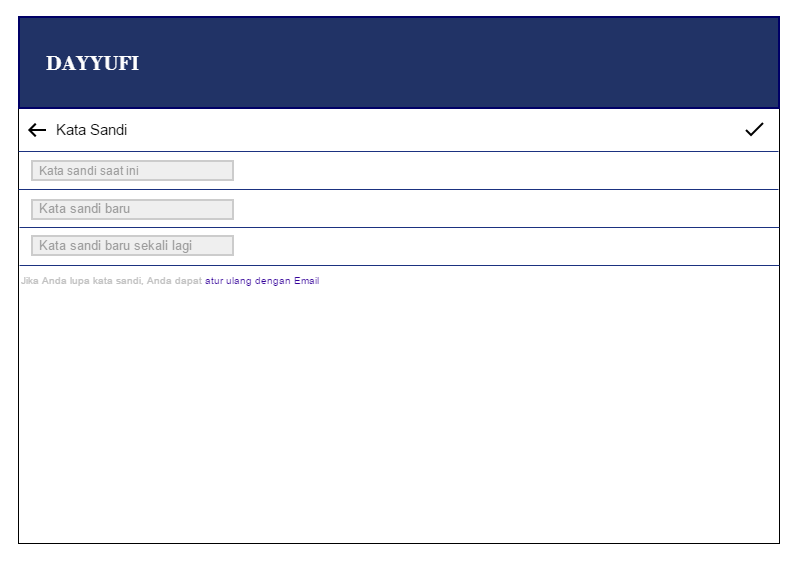 DAYYUFI
Kata Sandi
Kata sandi saat ini
Kata sandi baru
Kata sandi baru sekali lagi
Jika Anda lupa kata sandi, Anda dapat atur ulang dengan Email